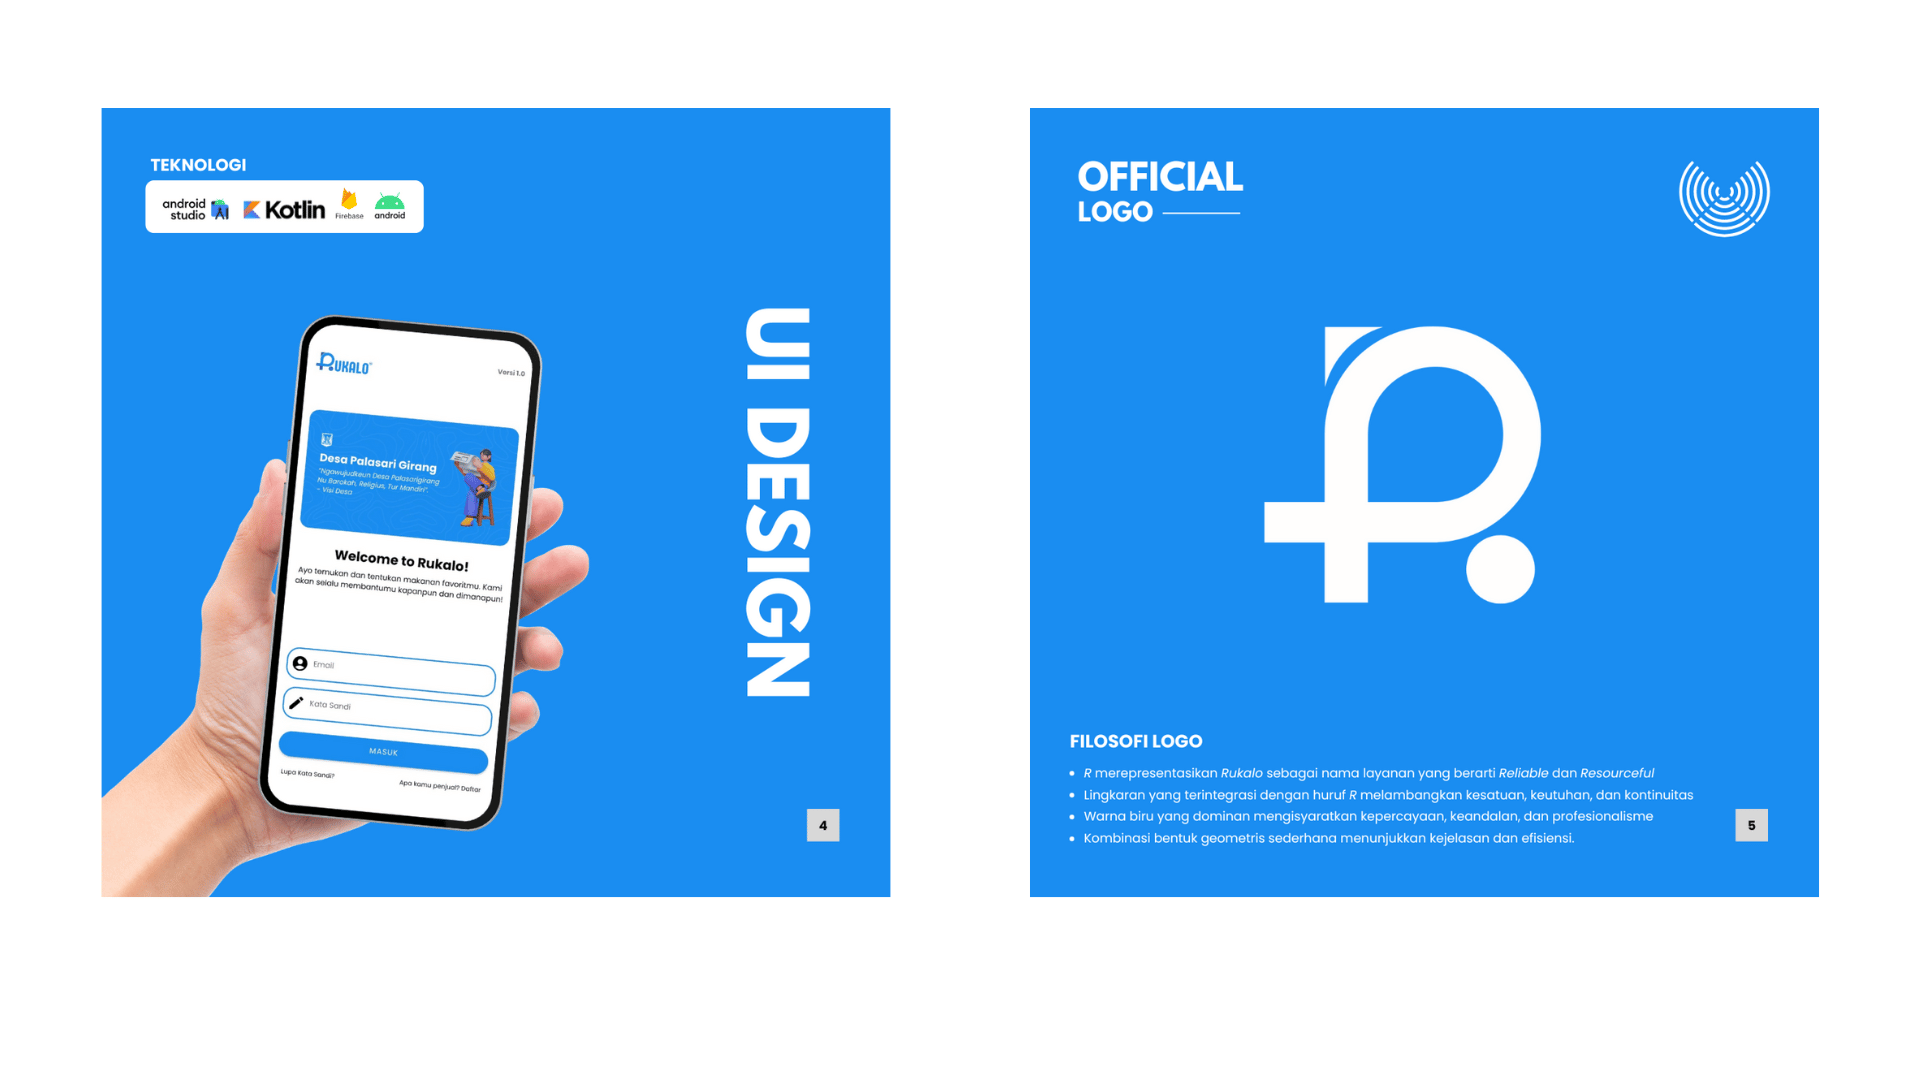 TEKNOLOGI
android
studio
Kotlin
Firebase
android
RUKALO
Versi 1.0
Desa Palasari Girang
"Ngawujudkeun Desa Palasarigirang
Nu Barokah, Religius, Tur Mandiri".
- Visi Desa
Welcome to Rukalo!
Ayo temukan dan tentukan makanan favoritmu. Kami
akan selalu membantumu kapanpun dan dimanapun!
Email
Kata Sandi
MASUK
Lupa Kata Sandi?
Apa kamu penjual? Daftar
UI DESIGN
4
OFFICIAL
LOGO
FILOSOFI LOGO
• R merepresentasikan Rukalo sebagai nama layanan yang berarti Reliable dan Resourceful
• Lingkaran yang terintegrasi dengan huruf R melambangkan kesatuan, keutuhan, dan kontinuitas
• Warna biru yang dominan mengisyaratkan kepercayaan, keandalan, dan profesionalisme
• Kombinasi bentuk geometris sederhana menunjukkan kejelasan dan efisiensi.
5